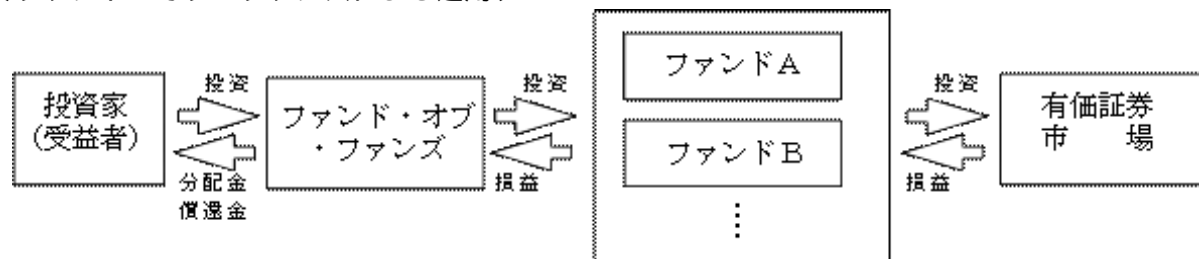 投資家
(受益者)
投資
分配金
償還金
ファンド・オブ
・ファンズ
投資
損益
ファンドA
ファンドB
⋮
投資
損益
有価証券
市　場